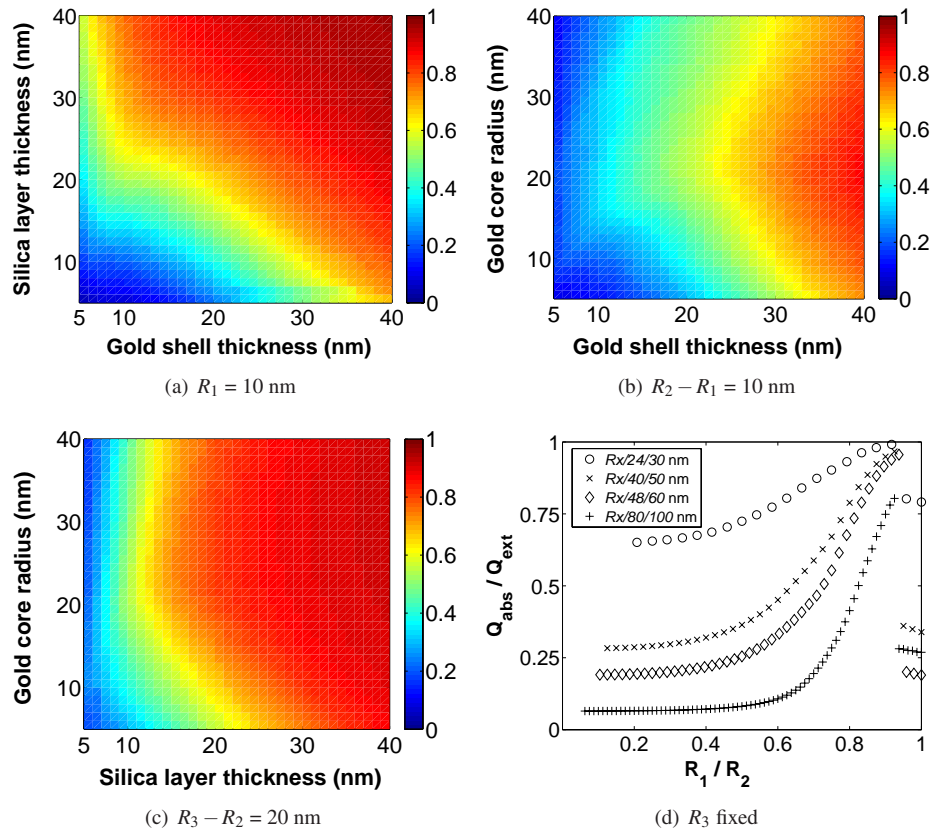 Silica layer thickness (nm)
40
30
20
10
5 10 20 30 40
Gold shell thickness (nm)
1
0.8
0.6
0.4
0.2
0
(a) R1 = 10 nm
Gold core radius (nm)
40
30
20
10
5 10 20 30 40
Gold shell thickness (nm)
1
0.8
0.6
0.4
0.2
0
(b) R2 − R1 = 10 nm
Gold core radius (nm)
40
30
20
10
5 10 20 30 40
Silica layer thickness (nm)
1
0.8
0.6
0.4
0.2
0
(c) R3 − R2 = 20 nm
Qabs / Qext
1
0.75
0.5
0.25
0
Rx/24/30 nm
Rx/40/50 nm
Rx/48/60 nm
Rx/80/100 nm
0.2 0.4 0.6 0.8 1
R1 / R2
(d) R3 fixed